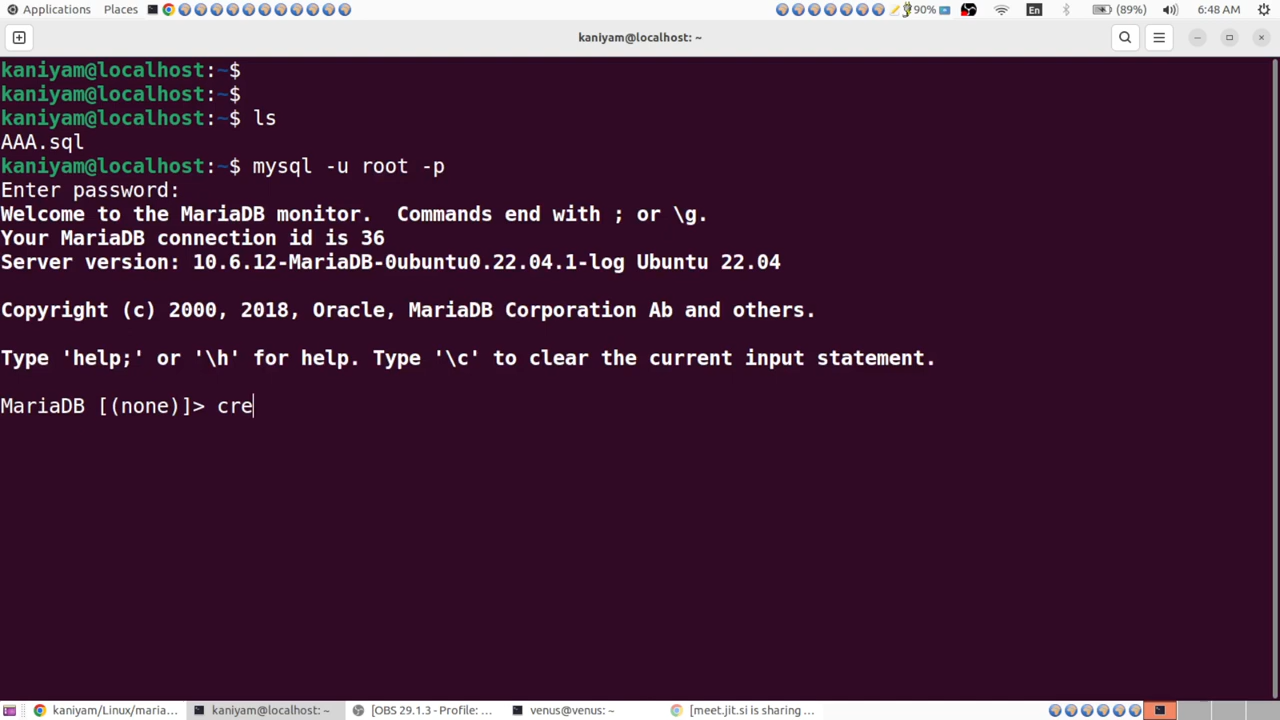 Applications Places 90% En (89%) 6:48 AM
kaniyam@localhost: ~
kaniyam@localhost:~$
kaniyam@localhost:~$
kaniyam@localhost:~$ ls
AAA.sql
kaniyam@localhost:~$ mysql -u root -p
Enter password:
Welcome to the MariaDB monitor.  Commands end with ; or \g.
Your MariaDB connection id is 36
Server version: 10.6.12-MariaDB-0ubuntu0.22.04.1-log Ubuntu 22.04
Copyright (c) 2000, 2018, Oracle, MariaDB Corporation Ab and others.
Type 'help;' or '\h' for help. Type '\c' to clear the current input statement.
MariaDB [(none)]> cre
kaniyam/Linux/maria... kaniyam@localhost: ~ [OBS 29.1.3 - Profile: ... venus@venus: ~ [meet.jit.si is sharing ...